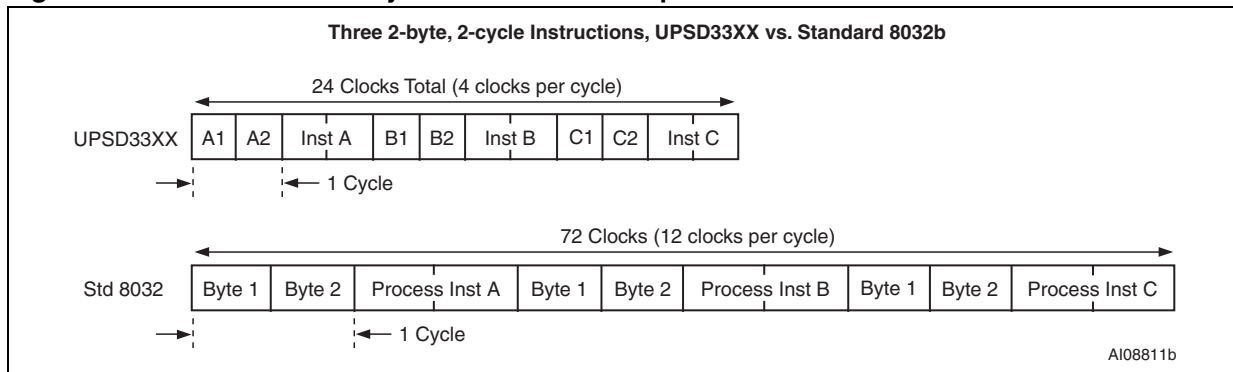 Three 2-byte, 2-cycle Instructions, UPSD33XX vs. Standard 8032b
24 Clocks Total (4 clocks per cycle)
UPSD33XX A1 A2 Inst A B1 B2 Inst B C1 C2 Inst C
1 Cycle
72 Clocks (12 clocks per cycle)
Std 8032 Byte 1 Byte 2 Process Inst A Byte 1 Byte 2 Process Inst B Byte 1 Byte 2 Process Inst C
1 Cycle
AI08811b